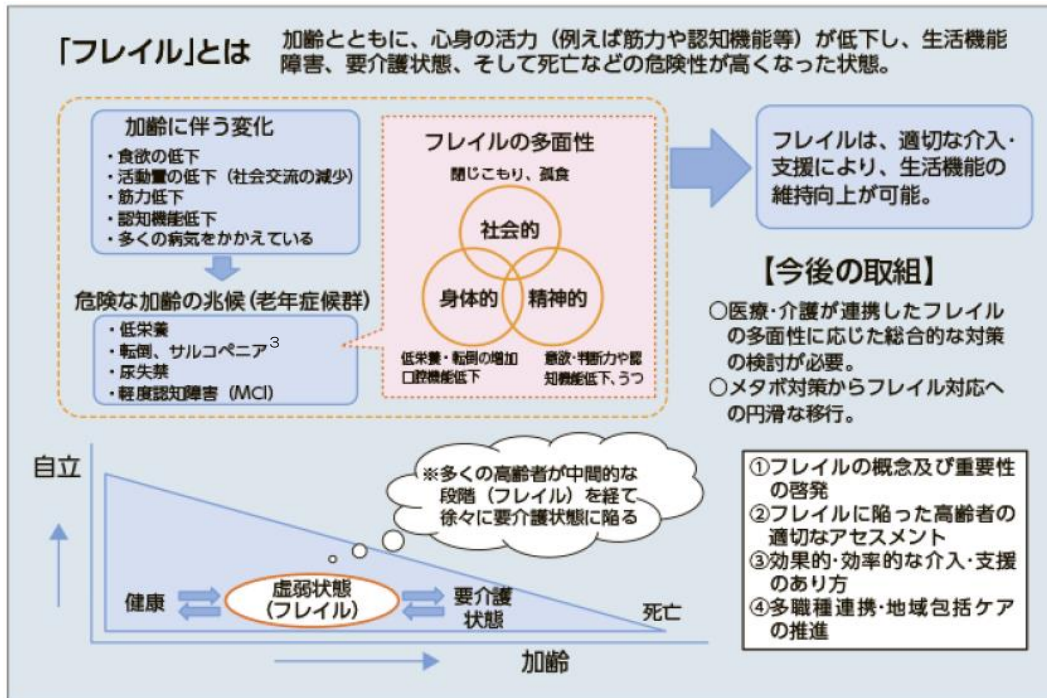 「フレイル」とは
加齢とともに、心身の活力（例えば筋力や認知機能等）が低下し、生活機能
障害、要介護状態、そして死亡などの危険性が高くなった状態。
加齢に伴う変化
・食欲の低下
・活動量の低下（社会交流の減少）
・筋力低下
・認知機能低下
・多くの病気をかかえている
危険な加齢の兆候（老年症候群）
・低栄養
・転倒、サルコペニア3
・尿失禁
・軽度認知障害（MCI）
フレイルの多面性
閉じこもり、孤食
社会的
身体的
精神的
低栄養・転倒の増加
口腔機能低下
意欲・判断力や認
知機能低下、うつ
フレイルは、適切な介入・
支援により、生活機能の
維持向上が可能。
【今後の取組】
○医療・介護が連携したフレイル
の多面性に応じた総合的な対策
の検討が必要。
○メタボ対策からフレイル対応へ
の円滑な移行。
①フレイルの概念及び重要性
の啓発
②フレイルに陥った高齢者の
適切なアセスメント
③効果的・効率的な介入・支援
のあり方
④多職種連携・地域包括ケア
の推進
自立
※多くの高齢者が中間的な
段階（フレイル）を経て
徐々に要介護状態に陥る
健康
虚弱状態
（フレイル）
要介護
状態
死亡
加齢